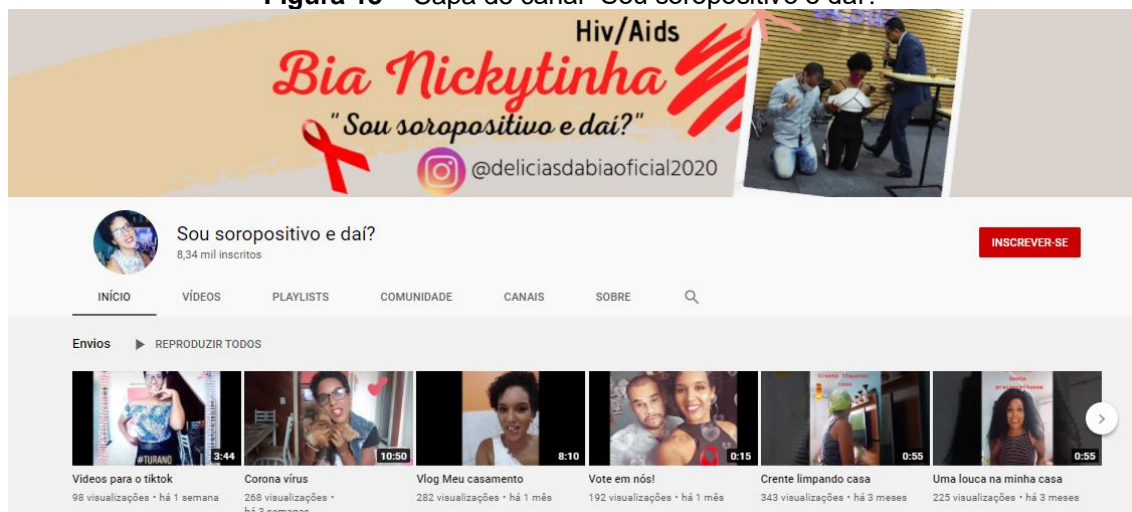 Hiv/Aids
Bia Nickytinha
"Sou soropositivo e daí?"
@deliciasdabiaoficial2020
Sou soropositivo e daí?
8,34 mil inscritos
INSCREVER-SE
INÍCIO VÍDEOS PLAYLISTS COMUNIDADE CANAIS SOBRE
Envios REPRODUZIR TODOS
#TURANO 3:44 10:50 8:10 0:15 0:55 0:55
Videos para o tiktok Corona vírus Vlog Meu casamento Vote em nós! Crente limpando casa Uma louca na minha casa
98 visualizações • há 1 semana 268 visualizações • 282 visualizações • há 1 mês 192 visualizações • há 1 mês 343 visualizações • há 3 meses 225 visualizações • há 3 meses